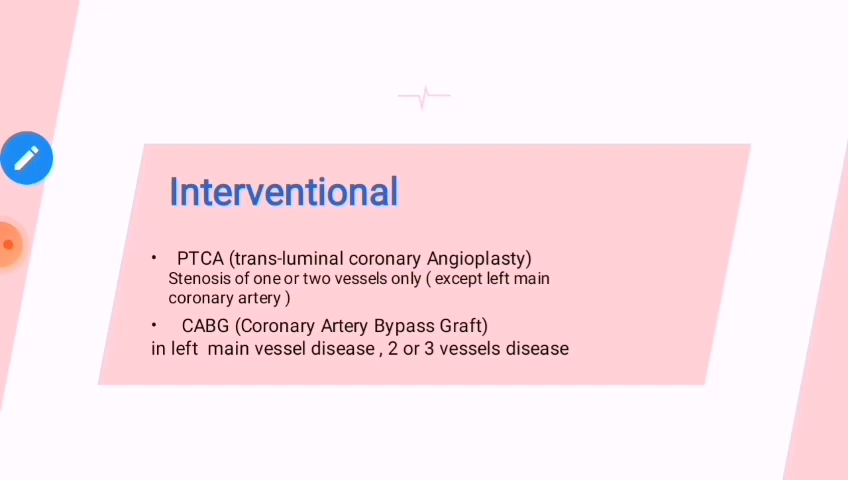 Interventional
• PTCA (trans-luminal coronary Angioplasty)
Stenosis of one or two vessels only ( except left main
coronary artery )
• CABG (Coronary Artery Bypass Graft)
in left main vessel disease , 2 or 3 vessels disease